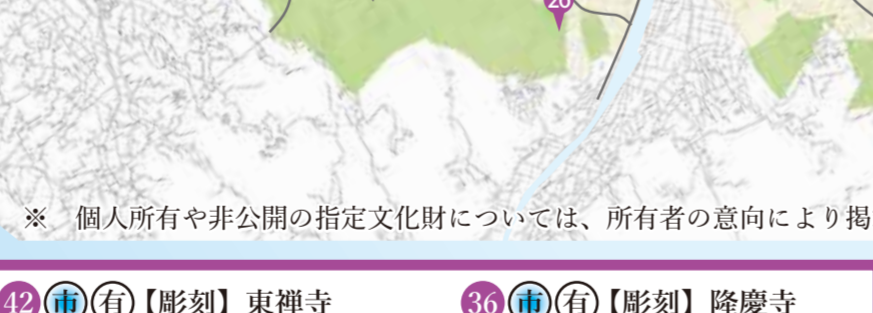 26
※　個人所有や非公開の指定文化財については、所有者の意向により掲
42 市 有【彫刻】東禅寺
36 市 有【彫刻】隆慶寺